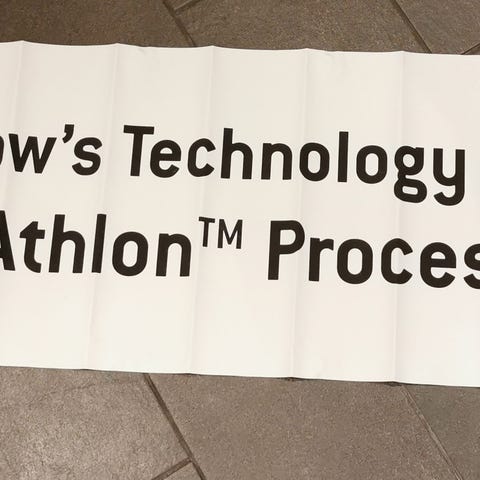 ow's Technology
Athlon™ Proces